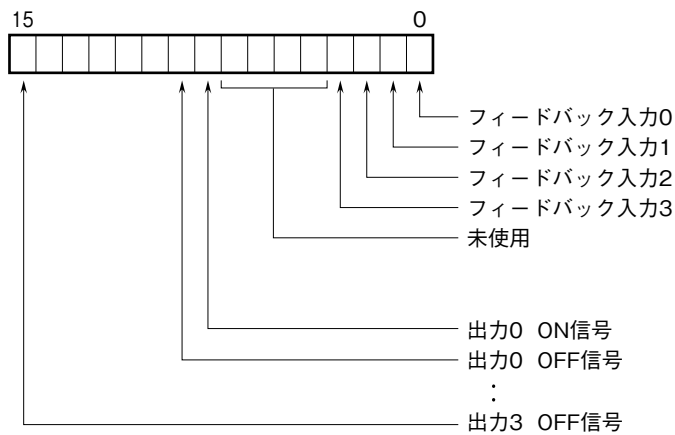 15 0
フィードバック入力0
フィードバック入力1
フィードバック入力2
フィードバック入力3
未使用
出力0 ON信号
出力0 OFF信号
:
出力3 OFF信号